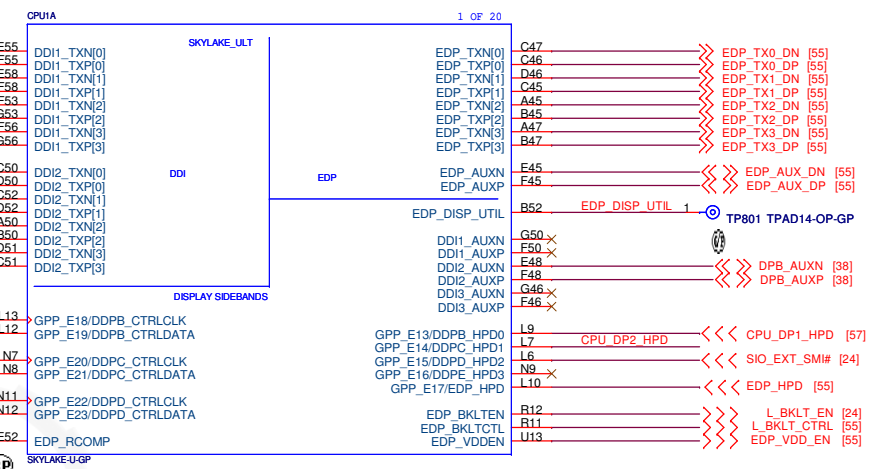 CPU1A 1 OF 20
SKYLAKE_ULT
DDI1_TXN[0] EDP_TXN[0] C47 EDP_TX0_DN [55]
DDI1_TXP[0] EDP_TXP[0] C46 EDP_TX0_DP [55]
DDI1_TXN[1] EDP_TXN[1] D46 EDP_TX1_DN [55]
DDI1_TXP[1] EDP_TXP[1] C45 EDP_TX1_DP [55]
DDI1_TXN[2] EDP_TXN[2] A45 EDP_TX2_DN [55]
DDI1_TXP[2] EDP_TXP[2] B45 EDP_TX2_DP [55]
DDI1_TXN[3] EDP_TXN[3] A47 EDP_TX3_DN [55]
DDI1_TXP[3] EDP_TXP[3] B47 EDP_TX3_DP [55]
DDI2_TXN[0] DDI EDP EDP_AUXN E45 EDP_AUX_DN [55]
DDI2_TXP[0] EDP_AUXP F45 EDP_AUX_DP [55]
DDI2_TXN[1]
DDI2_TXP[1] EDP_DISP_UTIL B52 EDP_DISP_UTIL 1 TP801 TPAD14-OP-GP
DDI2_TXN[2]
DDI2_TXP[2] DDI1_AUXN G50
DDI2_TXN[3] DDI1_AUXP F50
DDI2_TXP[3] DDI2_AUXN E48 DPB_AUXN [38]
DDI2_AUXP F48 DPB_AUXP [38]
DISPLAY SIDEBANDS DDI3_AUXN G46
DDI3_AUXP F46
L13 GPP_E18/DDPB_CTRLCLK
L12 GPP_E19/DDPB_CTRLDATA GPP_E13/DDPB_HPD0 L9 CPU_DP1_HPD [57]
GPP_E14/DDPC_HPD1 L7 CPU_DP2_HPD
N7 GPP_E20/DDPC_CTRLCLK GPP_E15/DDPD_HPD2 L6 SIO_EXT_SMI# [24]
N8 GPP_E21/DDPC_CTRLDATA GPP_E16/DDPE_HPD3 N9
GPP_E17/EDP_HPD L10 EDP_HPD [55]
N11 GPP_E22/DDPD_CTRLCLK
N12 GPP_E23/DDPD_CTRLDATA EDP_BKLTEN R12 L_BKLT_EN [24]
EDP_BKLTCTL R11 L_BKLT_CTRL [55]
E52 EDP_RCOMP EDP_VDDEN U13 EDP_VDD_EN [55]
SKYLAKE-U-GP